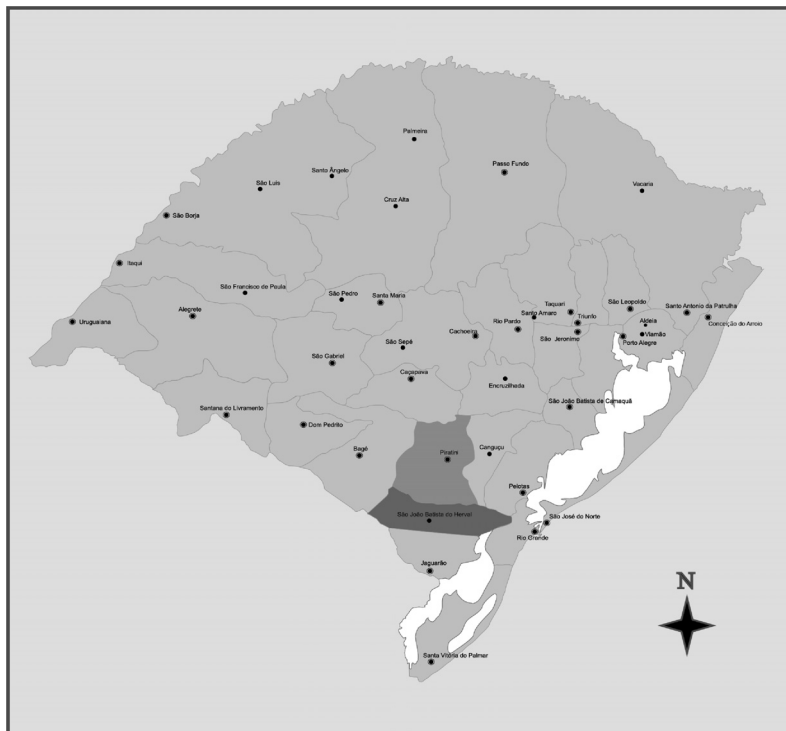 Palmeira
Passo Fundo
Santa Ângelo
São Luis
Vacaria
Cruz Alta
São Borja
Itaqui
São Francisco de Paula
São Pedro
Santa Maria
Alegrete
Uruguaiana
Taquari
Santo Amaro
São Leopoldo
Santo Antonio da Patrulha
Conceição do Arroio
Rio Pardo
Triunfo
Aldeia
Viamão
Cachoeira
São Jeronimo
Porto Alegre
São Sepé
São Gabriel
Caçapava
Encruzilhada
São João Batista de Camaquã
Santana do Livramento
Dom Pedrito
Bagé
Piratini
Canguçu
Pelotas
São João Batista do Herval
São José do Norte
Rio Grande
Jaguarão
N
Santa Vitória do Palmar